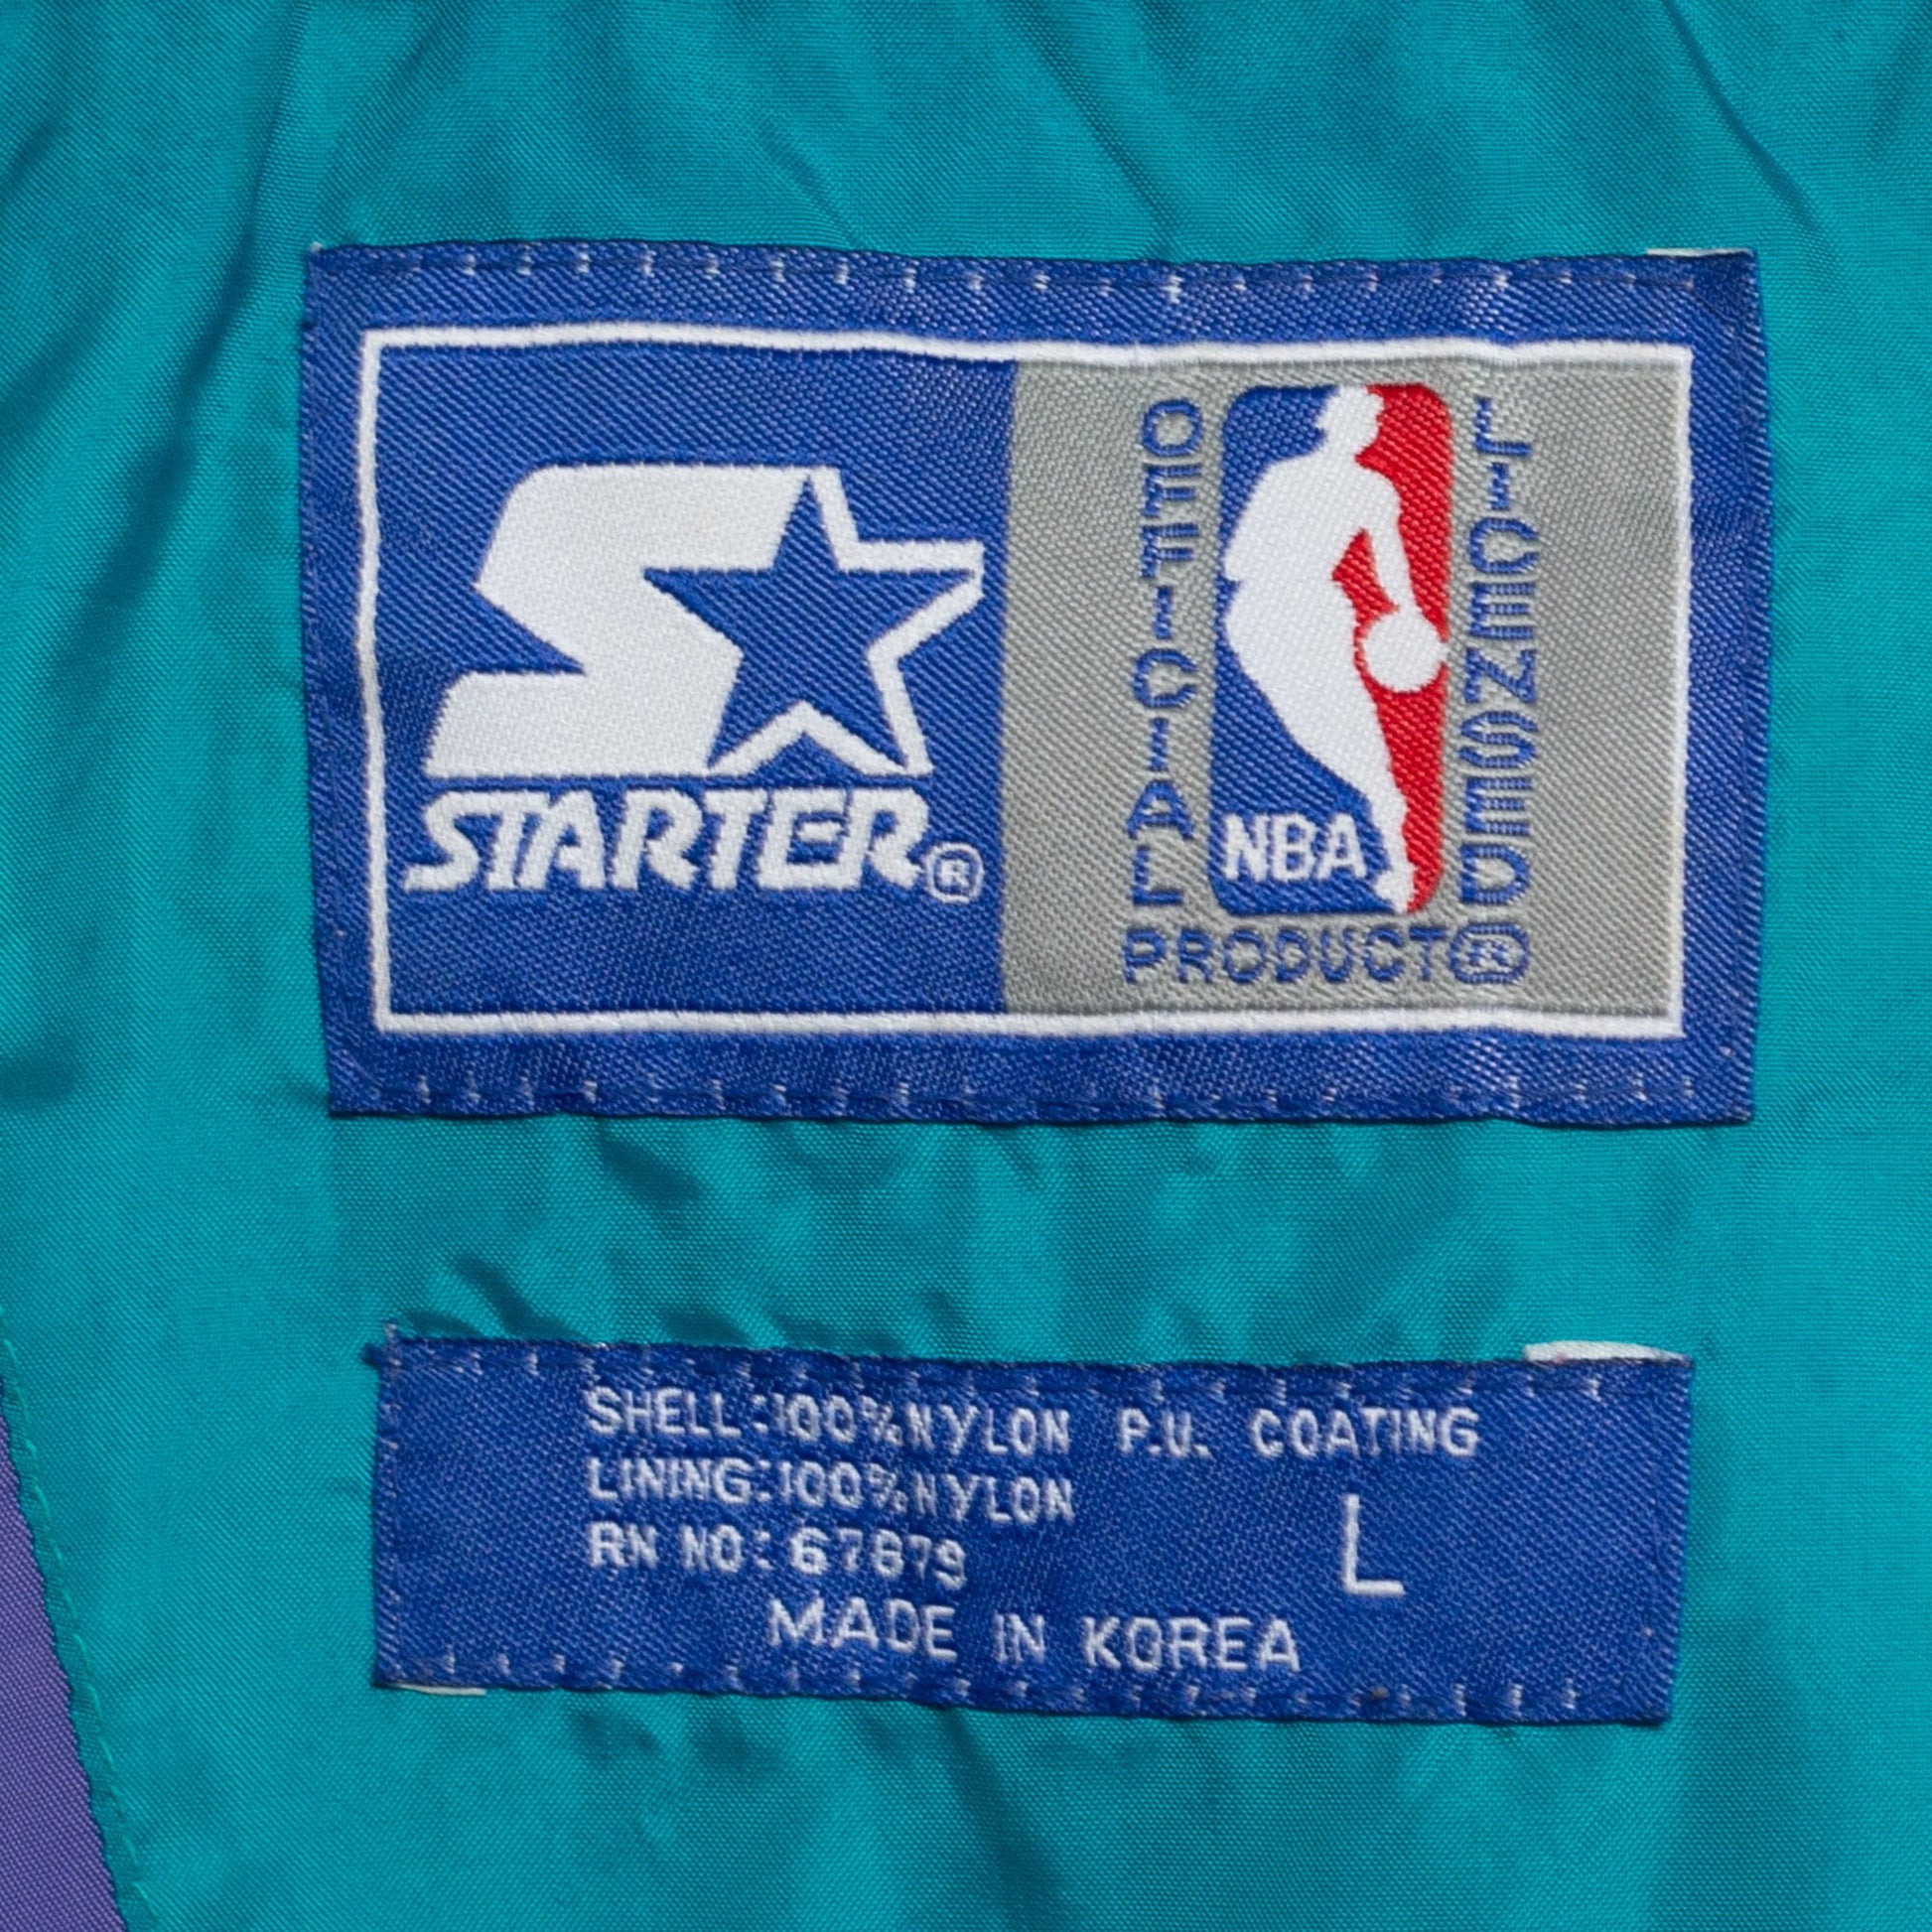 STARTER®
OFFICIAL
NBA
LICENSED
PRODUCT®
SHELL:100%NYLON P.U. COATING
LINING:100%NYLON
RN NO: 67879
L
MADE IN KOREA